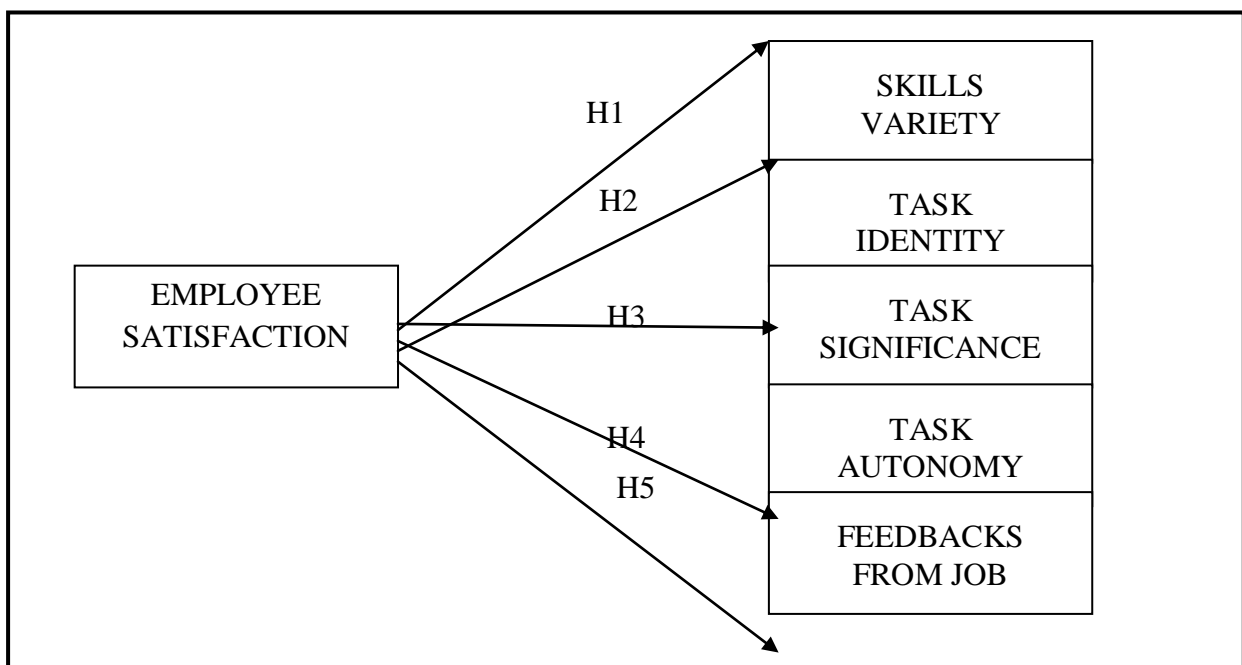 H1
H2
H3
H4
H5
EMPLOYEE
SATISFACTION
SKILLS
VARIETY
TASK
IDENTITY
TASK
SIGNIFICANCE
TASK
AUTONOMY
FEEDBACKS
FROM JOB